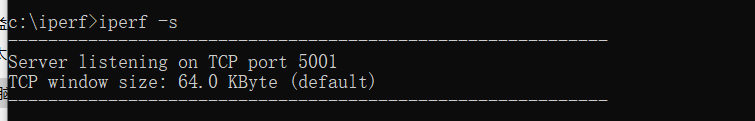 c:\iperf>iperf -s
------------------------------------------------------------
Server listening on TCP port 5001
TCP window size: 64.0 KByte (default)
------------------------------------------------------------